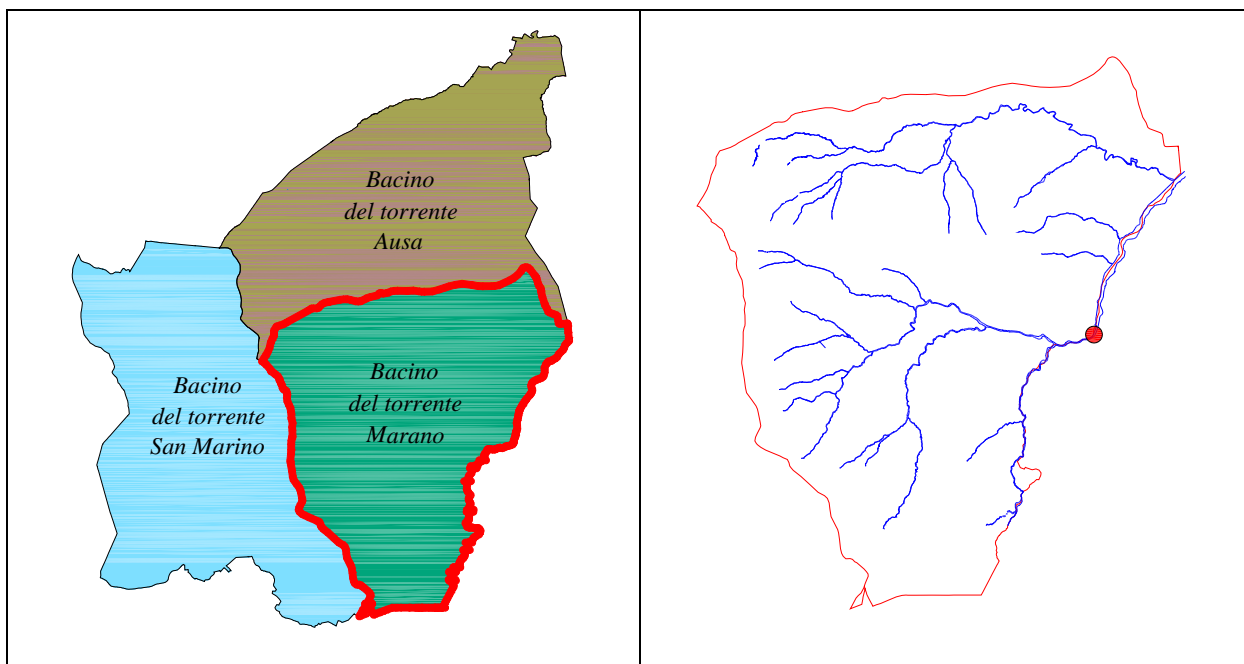 Bacino
del torrente
Ausa
Bacino
del torrente
San Marino
Bacino
del torrente
Marano